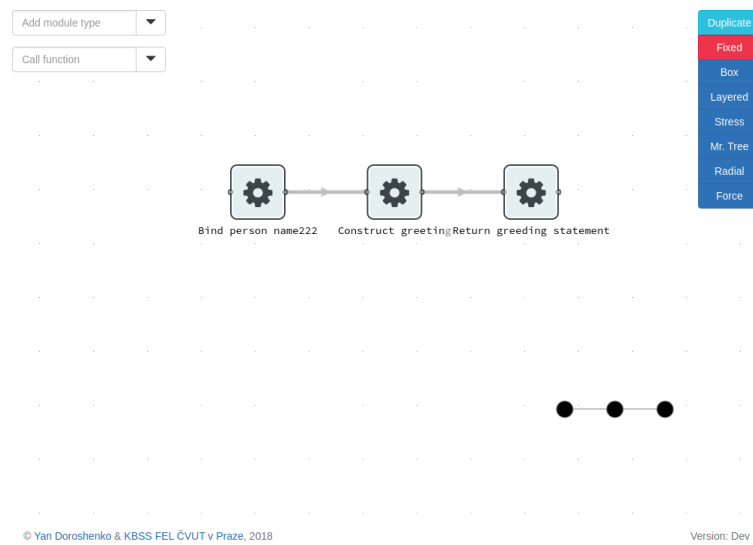 Add module type
Call function
Duplicate
Fixed
Box
Layered
Stress
Mr. Tree
Radial
Force
Bind person name222
Construct greeting
Return greeding statement
© Yan Doroshenko & KBSS FEL ČVUT v Praze, 2018
Version: Dev